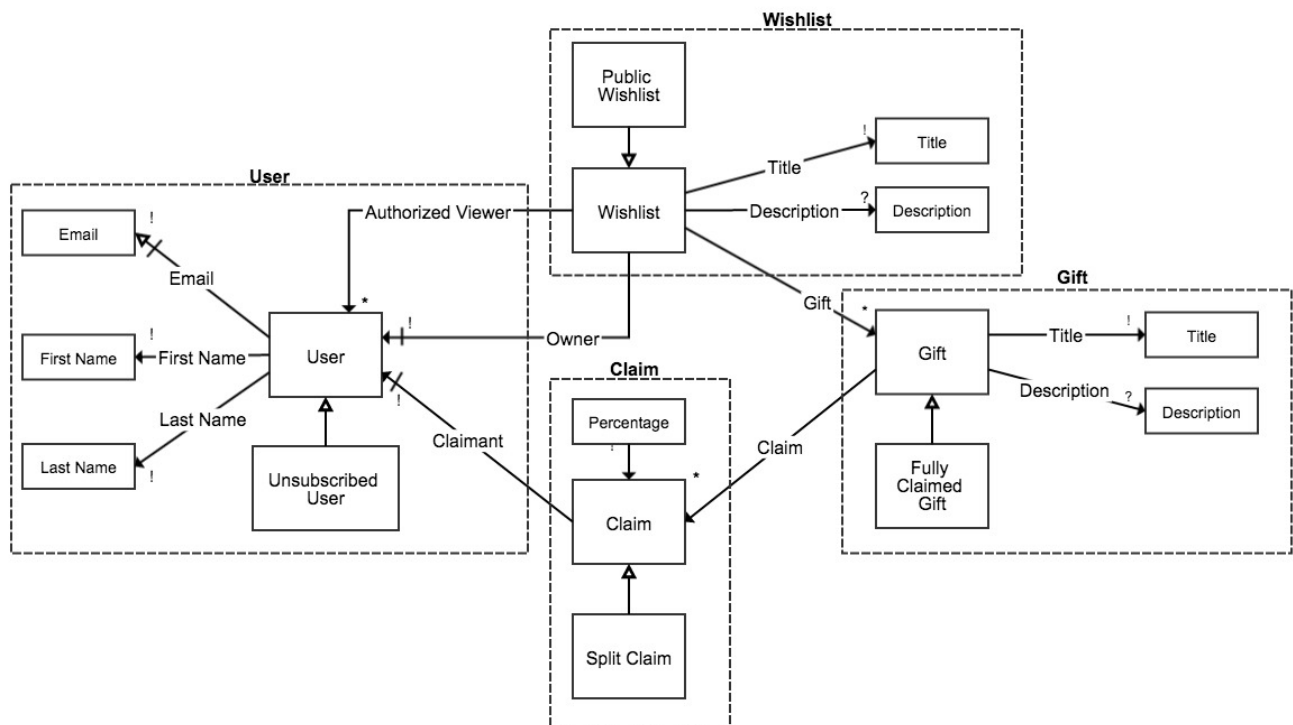 Wishlist
Public
Wishlist
!
Title
Title
User
Authorized Viewer
Wishlist
Description
?
Description
Email
!
Email
Gift
*
Gift
*
!
Owner
Gift
Title
!
Title
First Name
!
First Name
User
Claim
!
Description
?
Description
Last Name
Percentage
!
Claimant
Claim
Last Name
!
Unsubscribed
User
*
Claim
Fully
Claimed
Gift
Split Claim